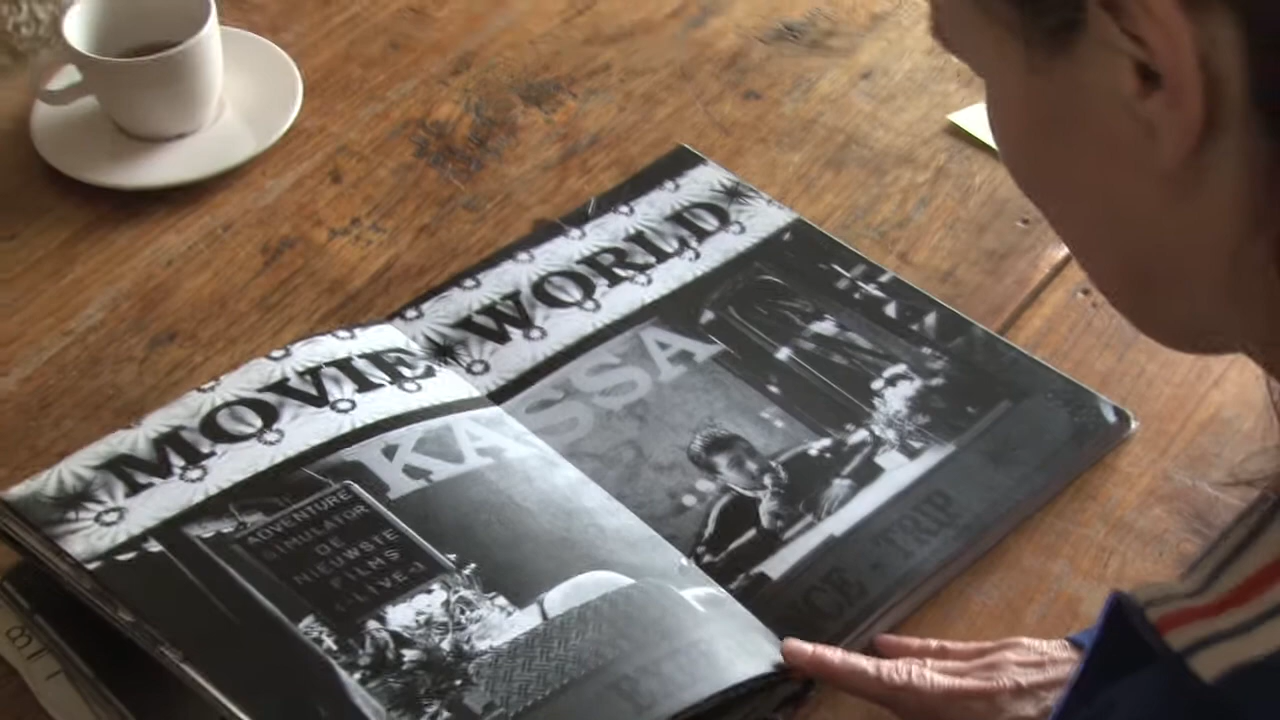 MOVIE WORLD
KASSA
ADVENTURE
SIMULATOR
DE
NIEUWSTE
FILMS
"LIVE"
TRIP